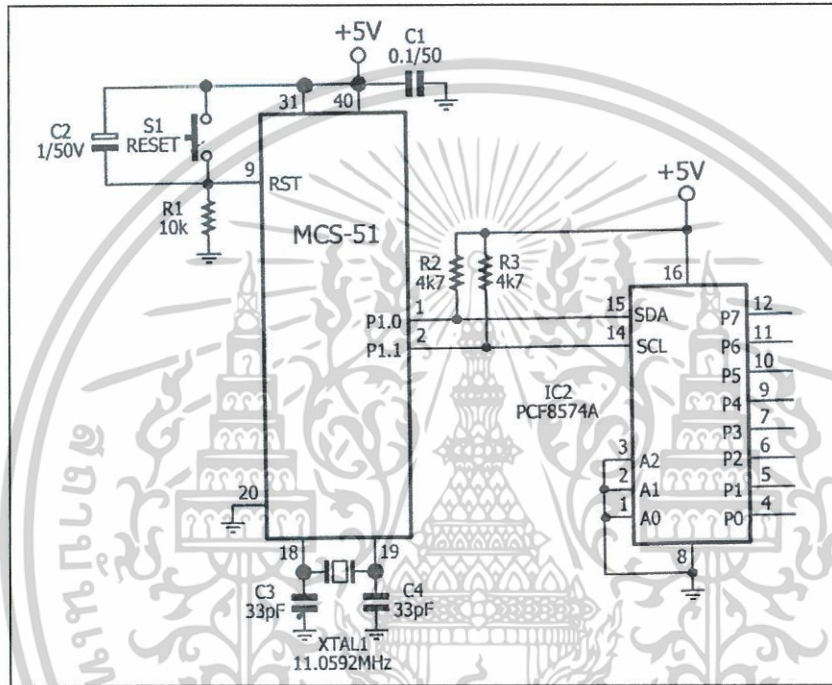 +5V
C1
0.1/50
31
40
C2
1/50V
S1
RESET
9
RST
R1
10k
MCS-51
+5V
R2
4k7
R3
4k7
16
P1.0
1
P1.1
2
15
SDA
14
SCL
P7
12
P6
11
P5
10
P4
9
P3
7
P2
6
P1
5
P0
4
IC2
PCF8574A
3
A2
2
A1
1
A0
8
20
18
19
C3
33pF
C4
33pF
XTAL1
11.0592MHz